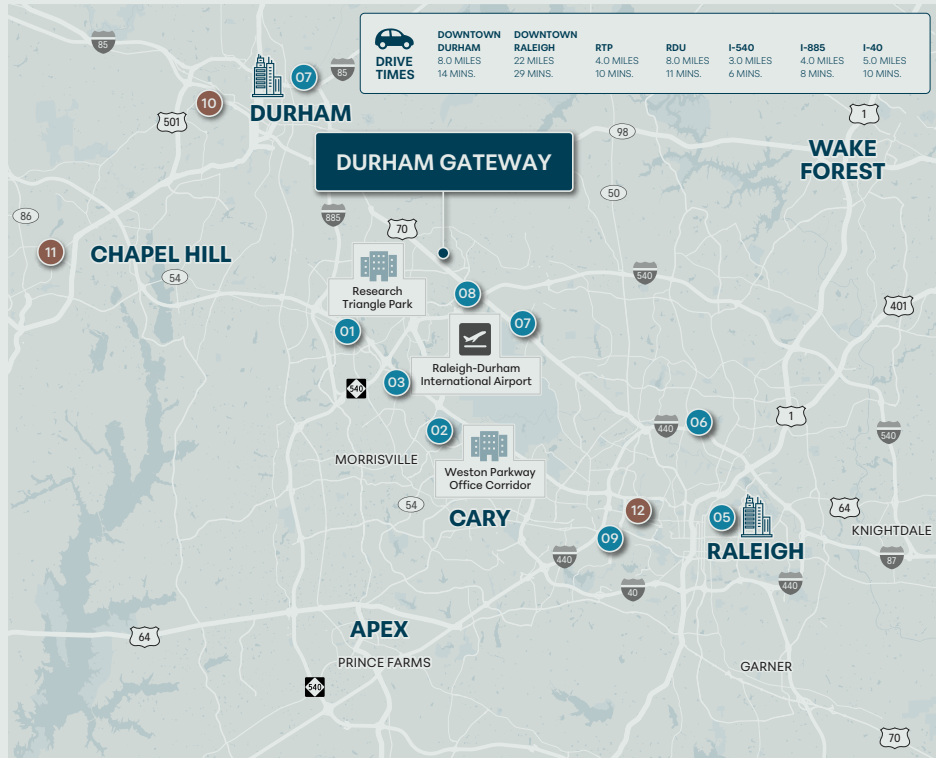 DRIVE
TIMES
DOWNTOWN
DURHAM
8.0 MILES
14 MINS.
DOWNTOWN
RALEIGH
22 MILES
29 MINS.
RTP
4.0 MILES
10 MINS.
RDU
8.0 MILES
11 MINS.
I-540
3.0 MILES
6 MINS.
I-885
4.0 MILES
8 MINS.
I-40
5.0 MILES
10 MINS.
85
07
85
10
501
DURHAM
1
98
WAKE
FOREST
DURHAM GATEWAY
50
86
885
70
11
CHAPEL HILL
54
540
Research
Triangle Park
08
401
01
07
Raleigh-Durham
International Airport
03
540
1
02
440
06
540
MORRISVILLE
Weston Parkway
Office Corridor
54
CARY
12
05
64
KNIGHTDALE
09
RALEIGH
440
87
40
440
64
APEX
PRINCE FARMS
GARNER
540
70